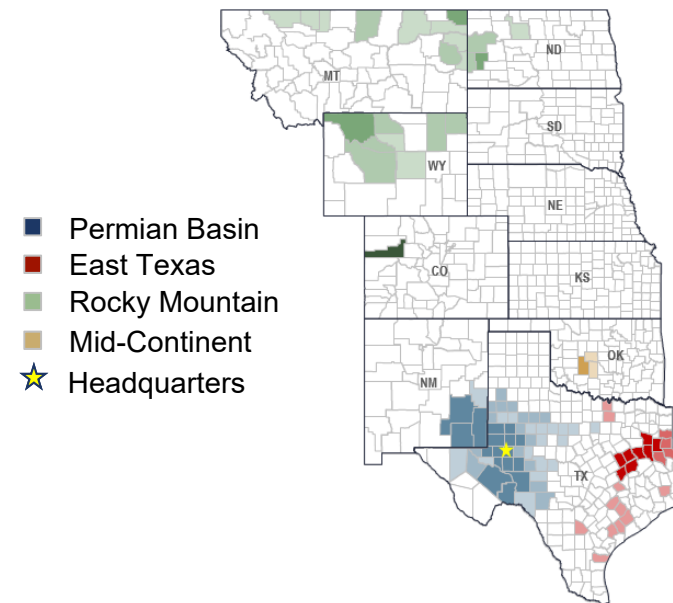 MT
ND
SD
WY
NE
CO
KS
NM
OK
TX
Permian Basin
East Texas
Rocky Mountain
Mid-Continent
Headquarters